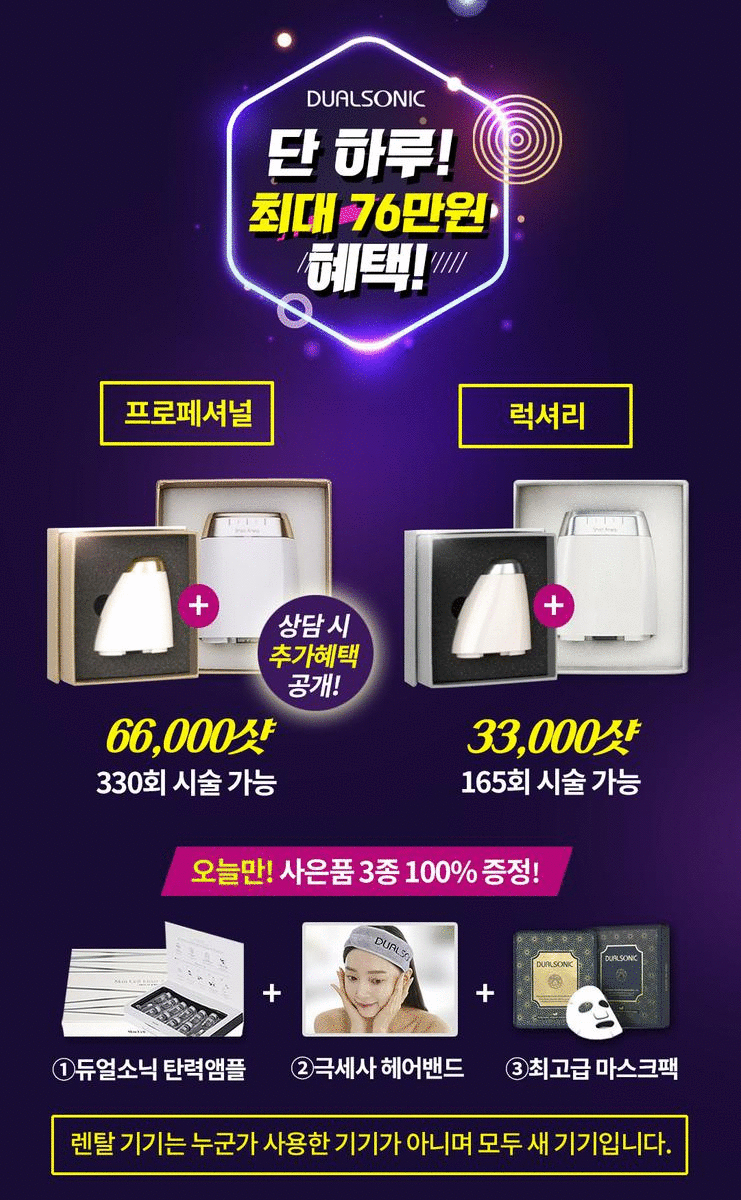 DUALSONIC
단 하루!
최대 76만원
혜택!
프로페셔널
럭셔리
상담 시
추가혜택
공개!
66,000샷
330회 시술 가능
33,000샷
165회 시술 가능
오늘만! 사은품 3종 100% 증정!
DUALSONIC
DUALSONIC
①듀얼소닉 탄력앰플
②극세사 헤어밴드
③최고급 마스크팩
렌탈 기기는 누군가 사용한 기기가 아니며 모두 새 기기입니다.